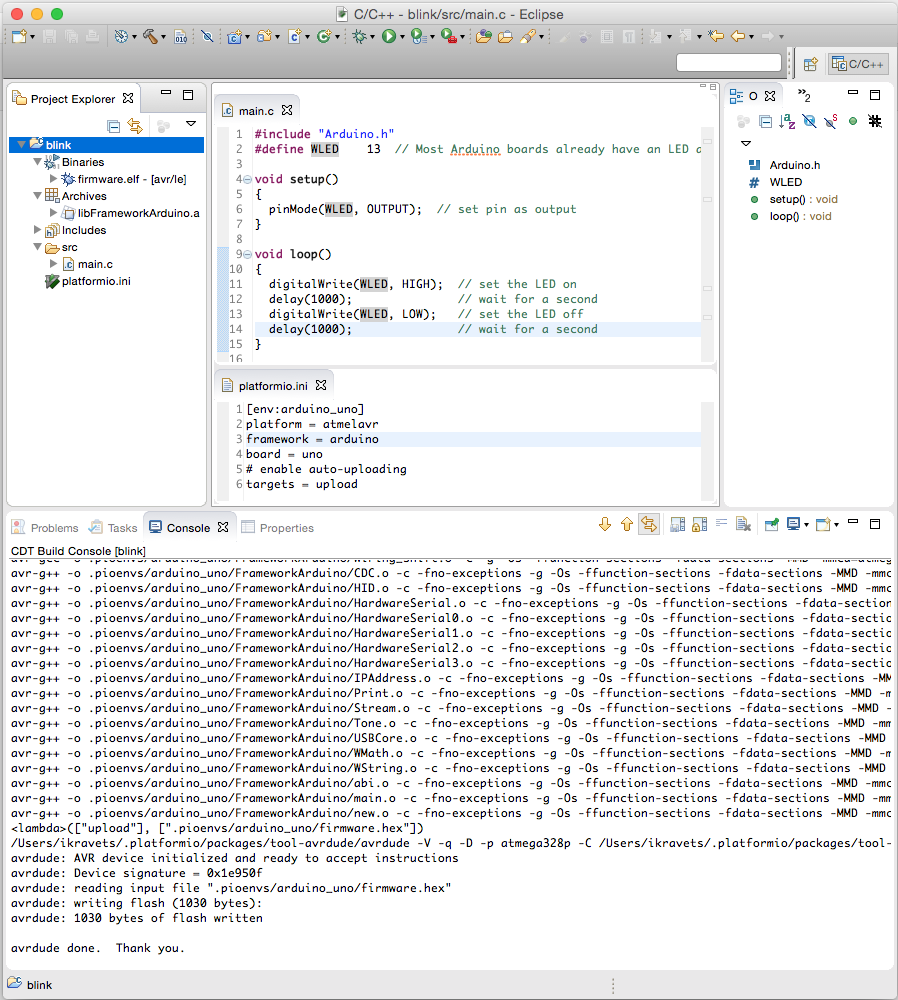 C/C++ - blink/src/main.c - Eclipse
C/C++
Project Explorer
blink
Binaries
firmware.elf - [avr/le]
Archives
libFrameworkArduino.a
Includes
src
main.c
platformio.ini
main.c
1 #include "Arduino.h"
2 #define WLED    13  // Most Arduino boards already have an LED a
3
4 void setup()
5 {
6   pinMode(WLED, OUTPUT);  // set pin as output
7 }
8
9 void loop()
10 {
11   digitalWrite(WLED, HIGH);  // set the LED on
12   delay(1000);               // wait for a second
13   digitalWrite(WLED, LOW);   // set the LED off
14   delay(1000);               // wait for a second
15 }
16
platformio.ini
1 [env:arduino_uno]
2 platform = atmelavr
3 framework = arduino
4 board = uno
5 # enable auto-uploading
6 targets = upload
O
»2
Arduino.h
WLED
setup() : void
loop() : void
Problems
Tasks
Console
Properties
CDT Build Console [blink]
avr-g++ -o .pioenvs/arduino_uno/FrameworkArduino/CDC.o -c -fno-exceptions -g -Os -ffunction-sections -fdata-sections -MMD -mmc
avr-g++ -o .pioenvs/arduino_uno/FrameworkArduino/HID.o -c -fno-exceptions -g -Os -ffunction-sections -fdata-sections -MMD -mmc
avr-g++ -o .pioenvs/arduino_uno/FrameworkArduino/HardwareSerial.o -c -fno-exceptions -g -Os -ffunction-sections -fdata-section
avr-g++ -o .pioenvs/arduino_uno/FrameworkArduino/HardwareSerial0.o -c -fno-exceptions -g -Os -ffunction-sections -fdata-sectio
avr-g++ -o .pioenvs/arduino_uno/FrameworkArduino/HardwareSerial1.o -c -fno-exceptions -g -Os -ffunction-sections -fdata-sectio
avr-g++ -o .pioenvs/arduino_uno/FrameworkArduino/HardwareSerial2.o -c -fno-exceptions -g -Os -ffunction-sections -fdata-sectio
avr-g++ -o .pioenvs/arduino_uno/FrameworkArduino/HardwareSerial3.o -c -fno-exceptions -g -Os -ffunction-sections -fdata-sectio
avr-g++ -o .pioenvs/arduino_uno/FrameworkArduino/IPAddress.o -c -fno-exceptions -g -Os -ffunction-sections -fdata-sections -MM
avr-g++ -o .pioenvs/arduino_uno/FrameworkArduino/Print.o -c -fno-exceptions -g -Os -ffunction-sections -fdata-sections -MMD -m
avr-g++ -o .pioenvs/arduino_uno/FrameworkArduino/Stream.o -c -fno-exceptions -g -Os -ffunction-sections -fdata-sections -MMD -
avr-g++ -o .pioenvs/arduino_uno/FrameworkArduino/Tone.o -c -fno-exceptions -g -Os -ffunction-sections -fdata-sections -MMD -mm
avr-g++ -o .pioenvs/arduino_uno/FrameworkArduino/USBCore.o -c -fno-exceptions -g -Os -ffunction-sections -fdata-sections -MMD
avr-g++ -o .pioenvs/arduino_uno/FrameworkArduino/WMath.o -c -fno-exceptions -g -Os -ffunction-sections -fdata-sections -MMD -m
avr-g++ -o .pioenvs/arduino_uno/FrameworkArduino/WString.o -c -fno-exceptions -g -Os -ffunction-sections -fdata-sections -MMD
avr-g++ -o .pioenvs/arduino_uno/FrameworkArduino/abi.o -c -fno-exceptions -g -Os -ffunction-sections -fdata-sections -MMD -mmc
avr-g++ -o .pioenvs/arduino_uno/FrameworkArduino/main.o -c -fno-exceptions -g -Os -ffunction-sections -fdata-sections -MMD -mm
avr-g++ -o .pioenvs/arduino_uno/FrameworkArduino/new.o -c -fno-exceptions -g -Os -ffunction-sections -fdata-sections -MMD -mmc
<lambda>(["upload"], [".pioenvs/arduino_uno/firmware.hex"])
/Users/ikravets/.platformio/packages/tool-avrdude/avrdude -V -q -D -p atmega328p -C /Users/ikravets/.platformio/packages/tool-
avrdude: AVR device initialized and ready to accept instructions
avrdude: Device signature = 0x1e950f
avrdude: reading input file ".pioenvs/arduino_uno/firmware.hex"
avrdude: writing flash (1030 bytes):
avrdude: 1030 bytes of flash written
avrdude done.  Thank you.
blink